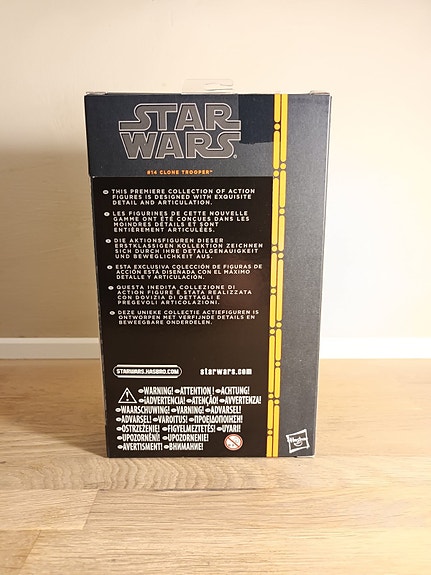 STAR
WARS
#14 CLONE TROOPER™
THIS PREMIERE COLLECTION OF ACTION
FIGURES IS DESIGNED WITH EXQUISITE
DETAIL AND ARTICULATION.
LES FIGURINES DE CETTE NOUVELLE
GAMME ONT ÉTÉ CONÇUES DANS LES
MOINDRES DÉTAILS ET SONT
ENTIÈREMENT ARTICULÉES.
DIE AKTIONSFIGUREN DIESER
ERSTKLASSIGEN KOLLEKTION ZEICHNEN
SICH DURCH IHRE DETAILGENAUIGKEIT
UND BEWEGLICHKEIT AUS.
ESTA EXCLUSIVA COLECCIÓN DE FIGURAS DE
ACCIÓN ESTÁ DISEÑADA CON EL MÁXIMO
DETALLE Y ARTICULACIÓN.
QUESTA INEDITA COLLEZIONE DI
ACTION FIGURE È STATA REALIZZATA
CON DOVIZIA DI DETTAGLI E
PREGEVOLI ARTICOLAZIONI.
DEZE UNIEKE COLLECTIE ACTIEFIGUREN IS
ONTWORPEN MET VERFIJNDE DETAILS EN
BEWEEGBARE ONDERDELEN.
STARWARS.HASBRO.COM starwars.com
WARNING! ATTENTION! ACHTUNG!
¡ADVERTENCIA! ATENÇÃO! AVVERTENZA!
WAARSCHUWING! VARNING! ADVARSEL!
ADVARSEL! VAROITUS! ΠΡΟΕΙΔΟΠΟΙΗΣΗ!
OSTRZEŻENIE! FIGYELMEZTETÉS! UYARI!
UPOZORNĚNÍ! UPOZORNENIE!
AVERTISMENT! ВНИМАНИЕ!
Hasbro